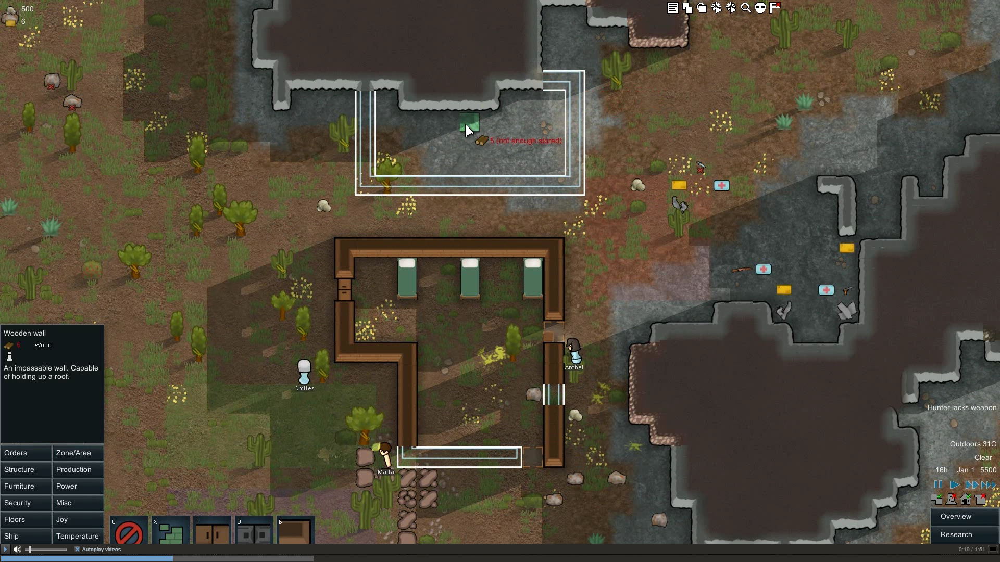 500
6
5 (not enough stored)
Wooden wall
5 Wood
An impassable wall. Capable
of holding up a roof.
Anthal
Smiles
Marta
Hunter lacks weapon
Outdoors 31C
Clear
16h Jan 1 5500
Orders Zone/Area
Structure Production
Furniture Power
Security Misc
Floors Joy
Ship Temperature
C X P O B
Overview
Research
Autoplay videos
0:19 / 1:51